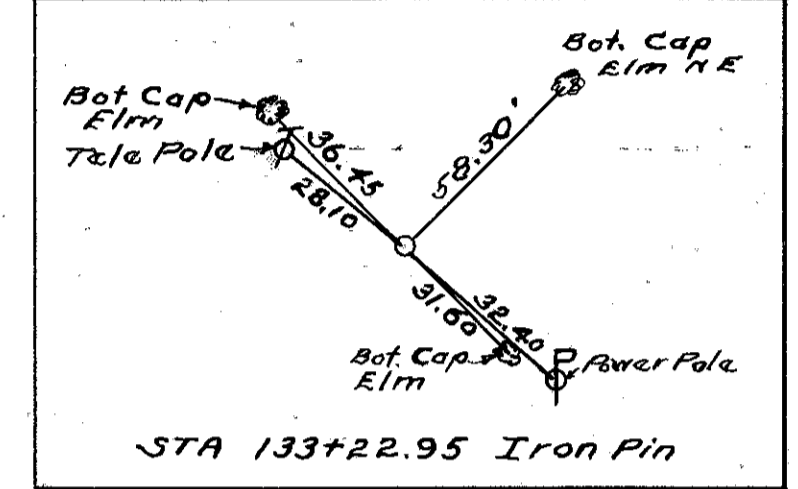 Bot. Cap
Elm NE
Bot Cap
Elm
Tele Pole
36.45
28.10
58.30'
31.60
32.40
Bot. Cap
Elm
P
Power Pole
STA 133+22.95 Iron Pin